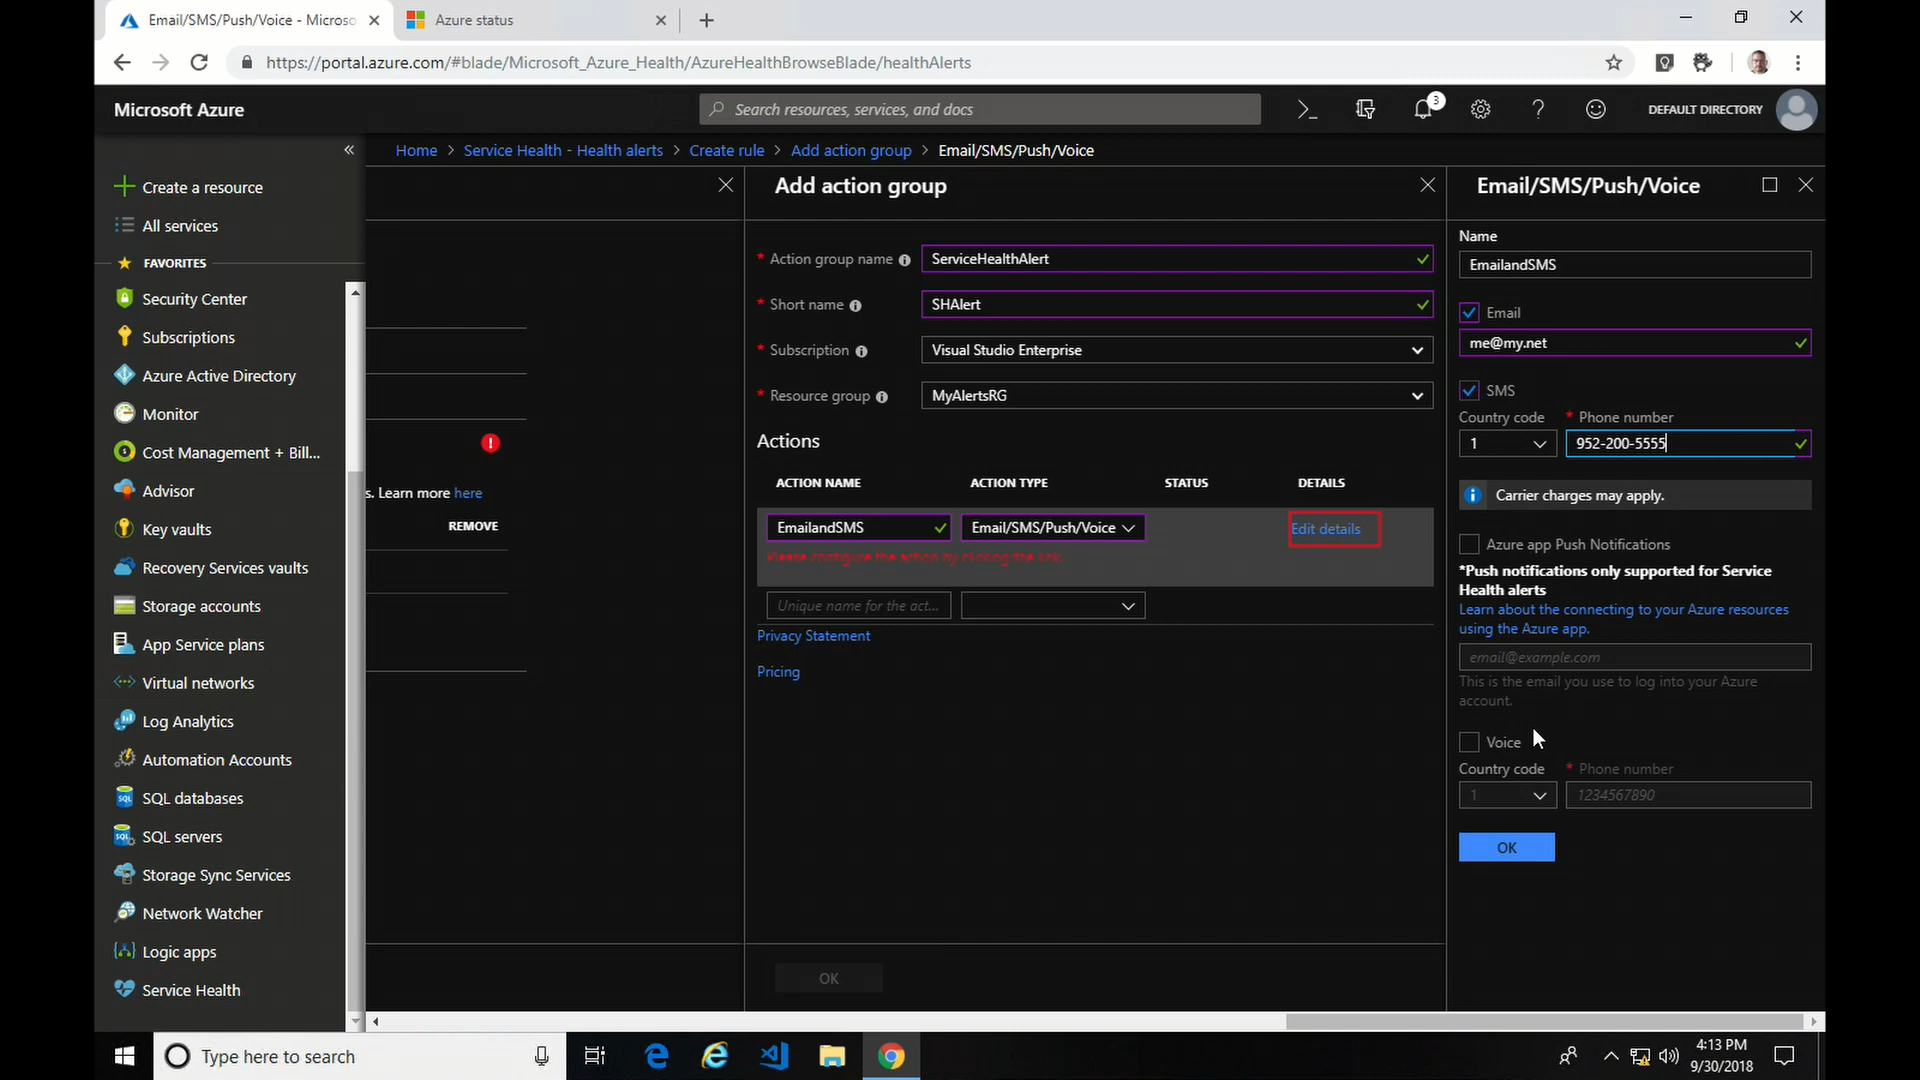 Email/SMS/Push/Voice - Microso
Azure status
https://portal.azure.com/#blade/Microsoft_Azure_Health/AzureHealthBrowseBlade/healthAlerts
Microsoft Azure
Search resources, services, and docs
3
DEFAULT DIRECTORY
Home > Service Health - Health alerts > Create rule > Add action group > Email/SMS/Push/Voice
Create a resource
All services
FAVORITES
Security Center
Subscriptions
Azure Active Directory
Monitor
Cost Management + Bill...
Advisor
Key vaults
Recovery Services vaults
Storage accounts
App Service plans
Virtual networks
Log Analytics
Automation Accounts
SQL databases
SQL servers
Storage Sync Services
Network Watcher
Logic apps
Service Health
s. Learn more here
REMOVE
Add action group
* Action group name
ServiceHealthAlert
* Short name
SHAlert
* Subscription
Visual Studio Enterprise
* Resource group
MyAlertsRG
Actions
ACTION NAME ACTION TYPE STATUS DETAILS
EmailandSMS Email/SMS/Push/Voice Edit details
Please configure the action by clicking the link.
Unique name for the act...
Privacy Statement
Pricing
OK
Email/SMS/Push/Voice
Name
EmailandSMS
Email
me@my.net
SMS
Country code * Phone number
1 952-200-5555
Carrier charges may apply.
Azure app Push Notifications
*Push notifications only supported for Service
Health alerts
Learn about the connecting to your Azure resources
using the Azure app.
email@example.com
This is the email you use to log into your Azure
account.
Voice
Country code * Phone number
1 1234567890
OK
Type here to search
4:13 PM
9/30/2018